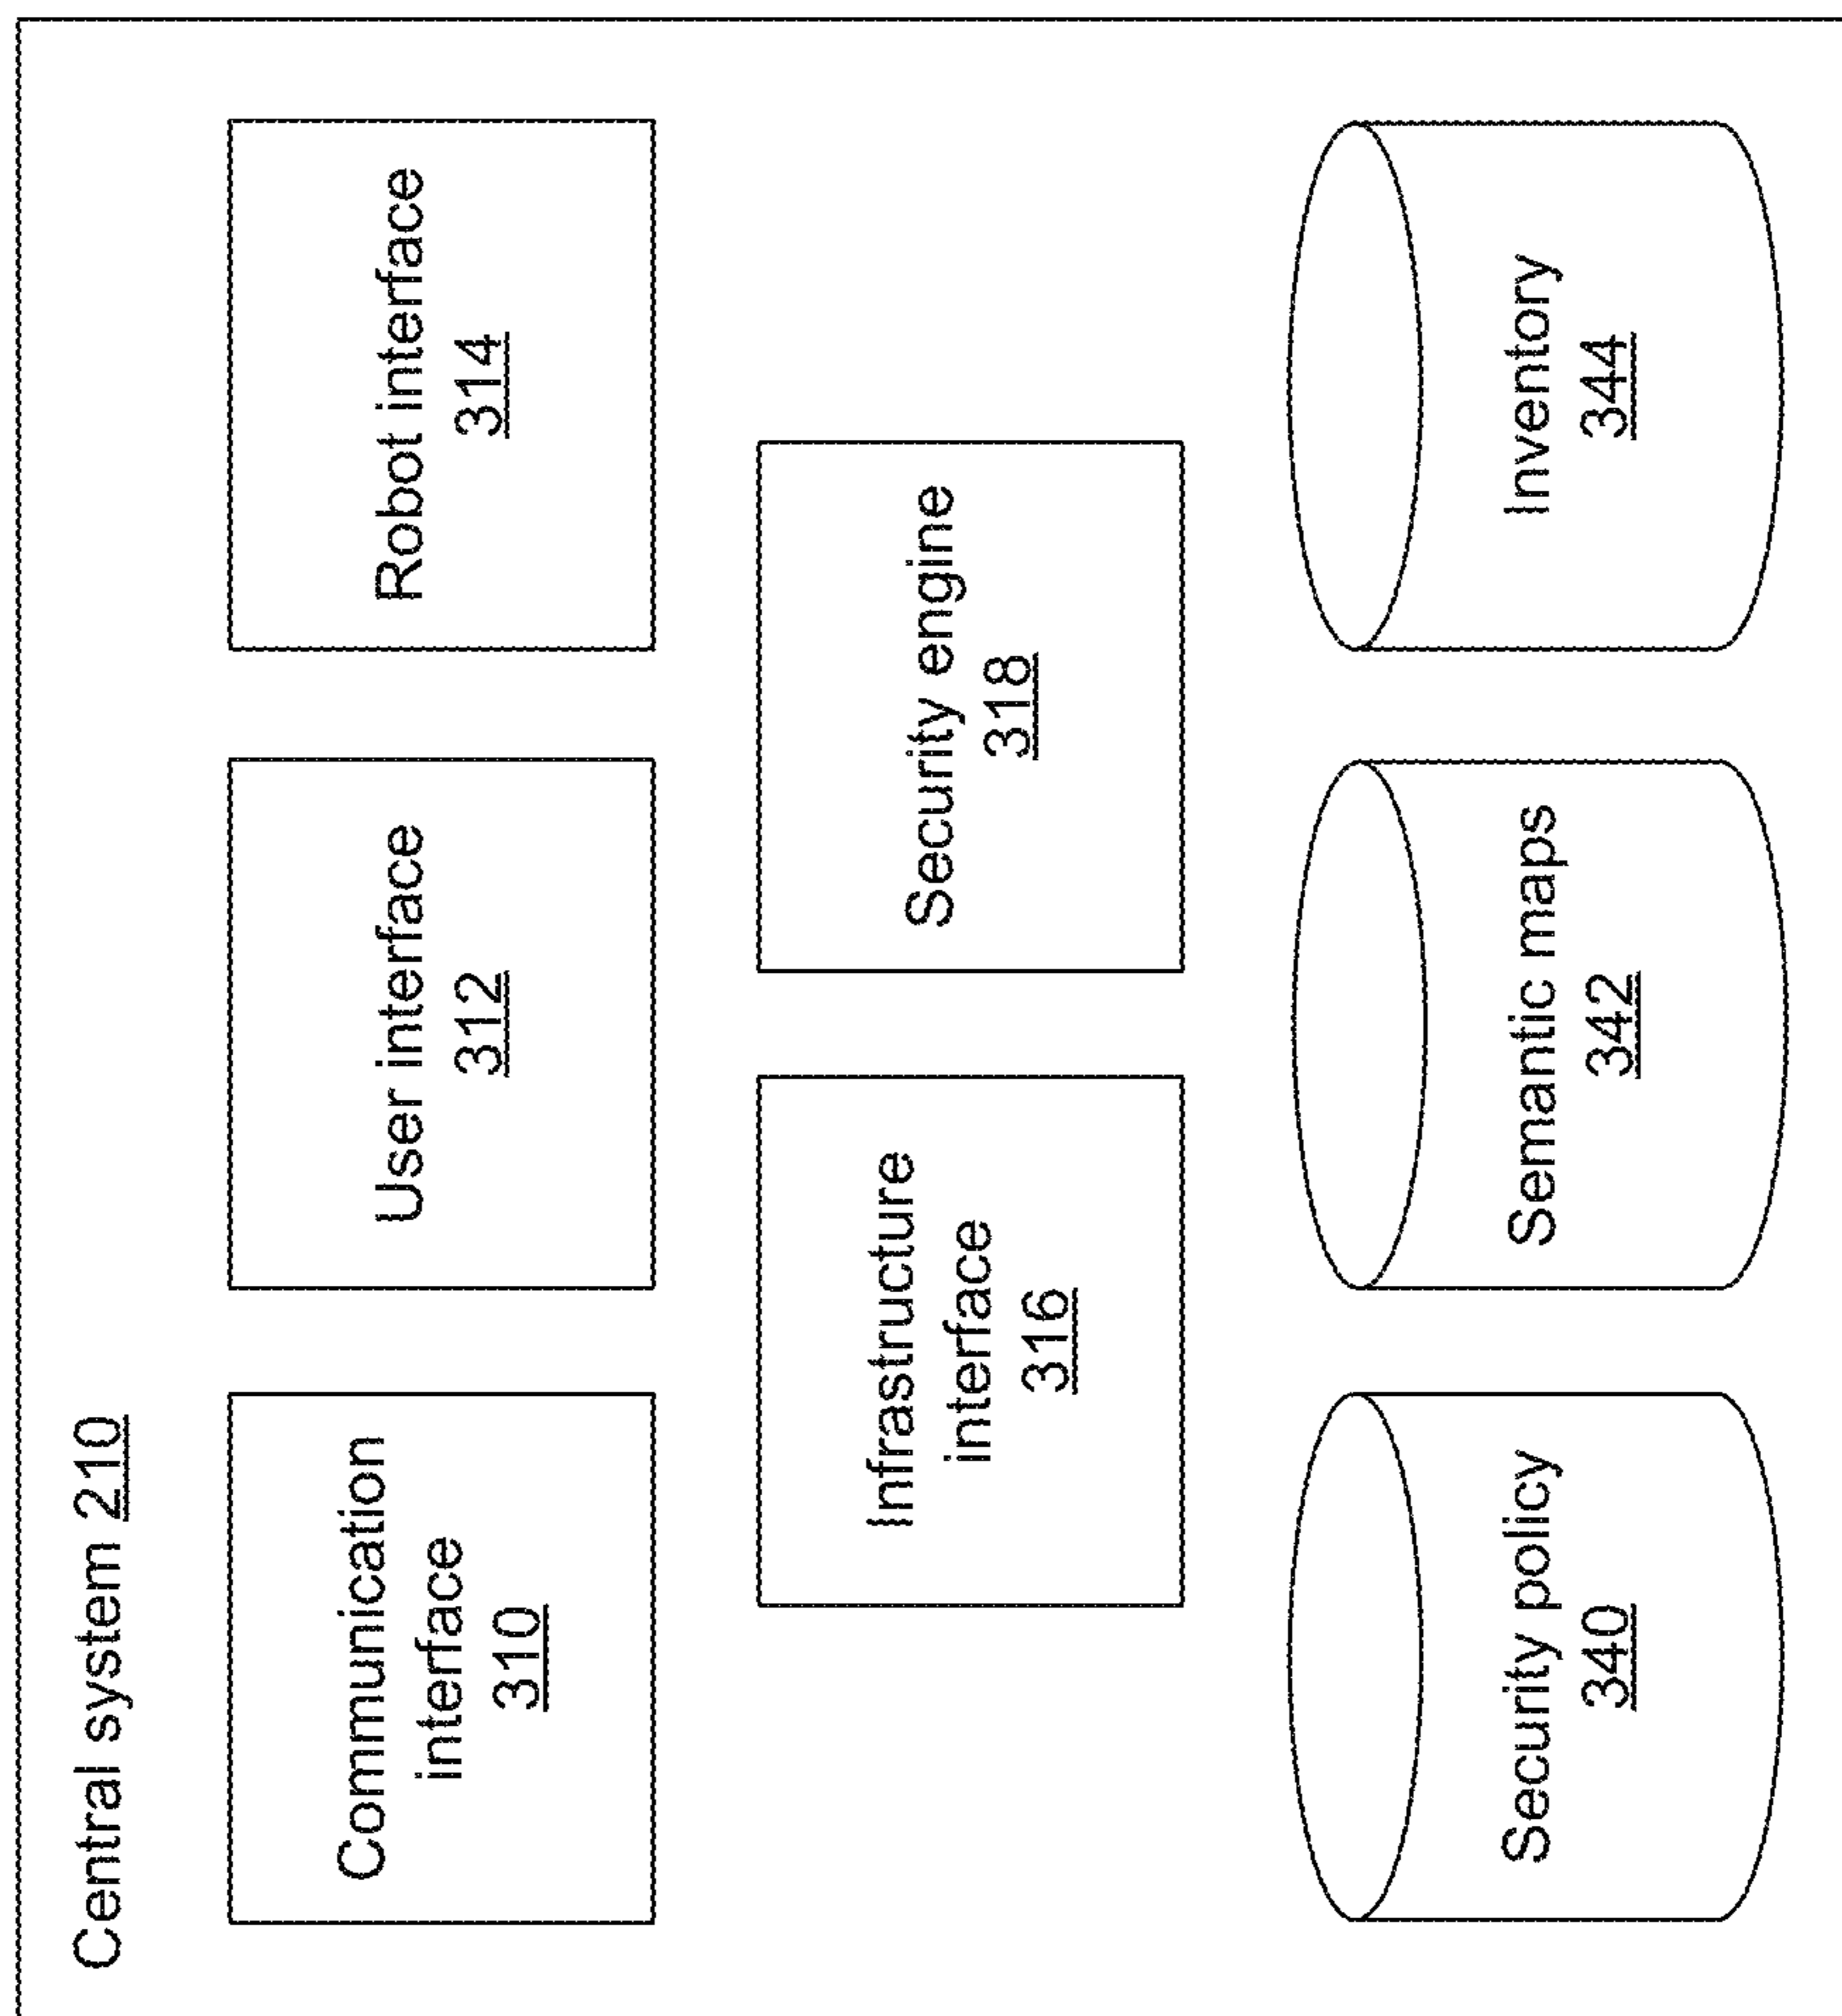 Central system 210
Communication
interface
310
User interface
312
Robot interface
314
Infrastructure
interface
316
Security engine
318
Security policy
340
Semantic maps
342
Inventory
344